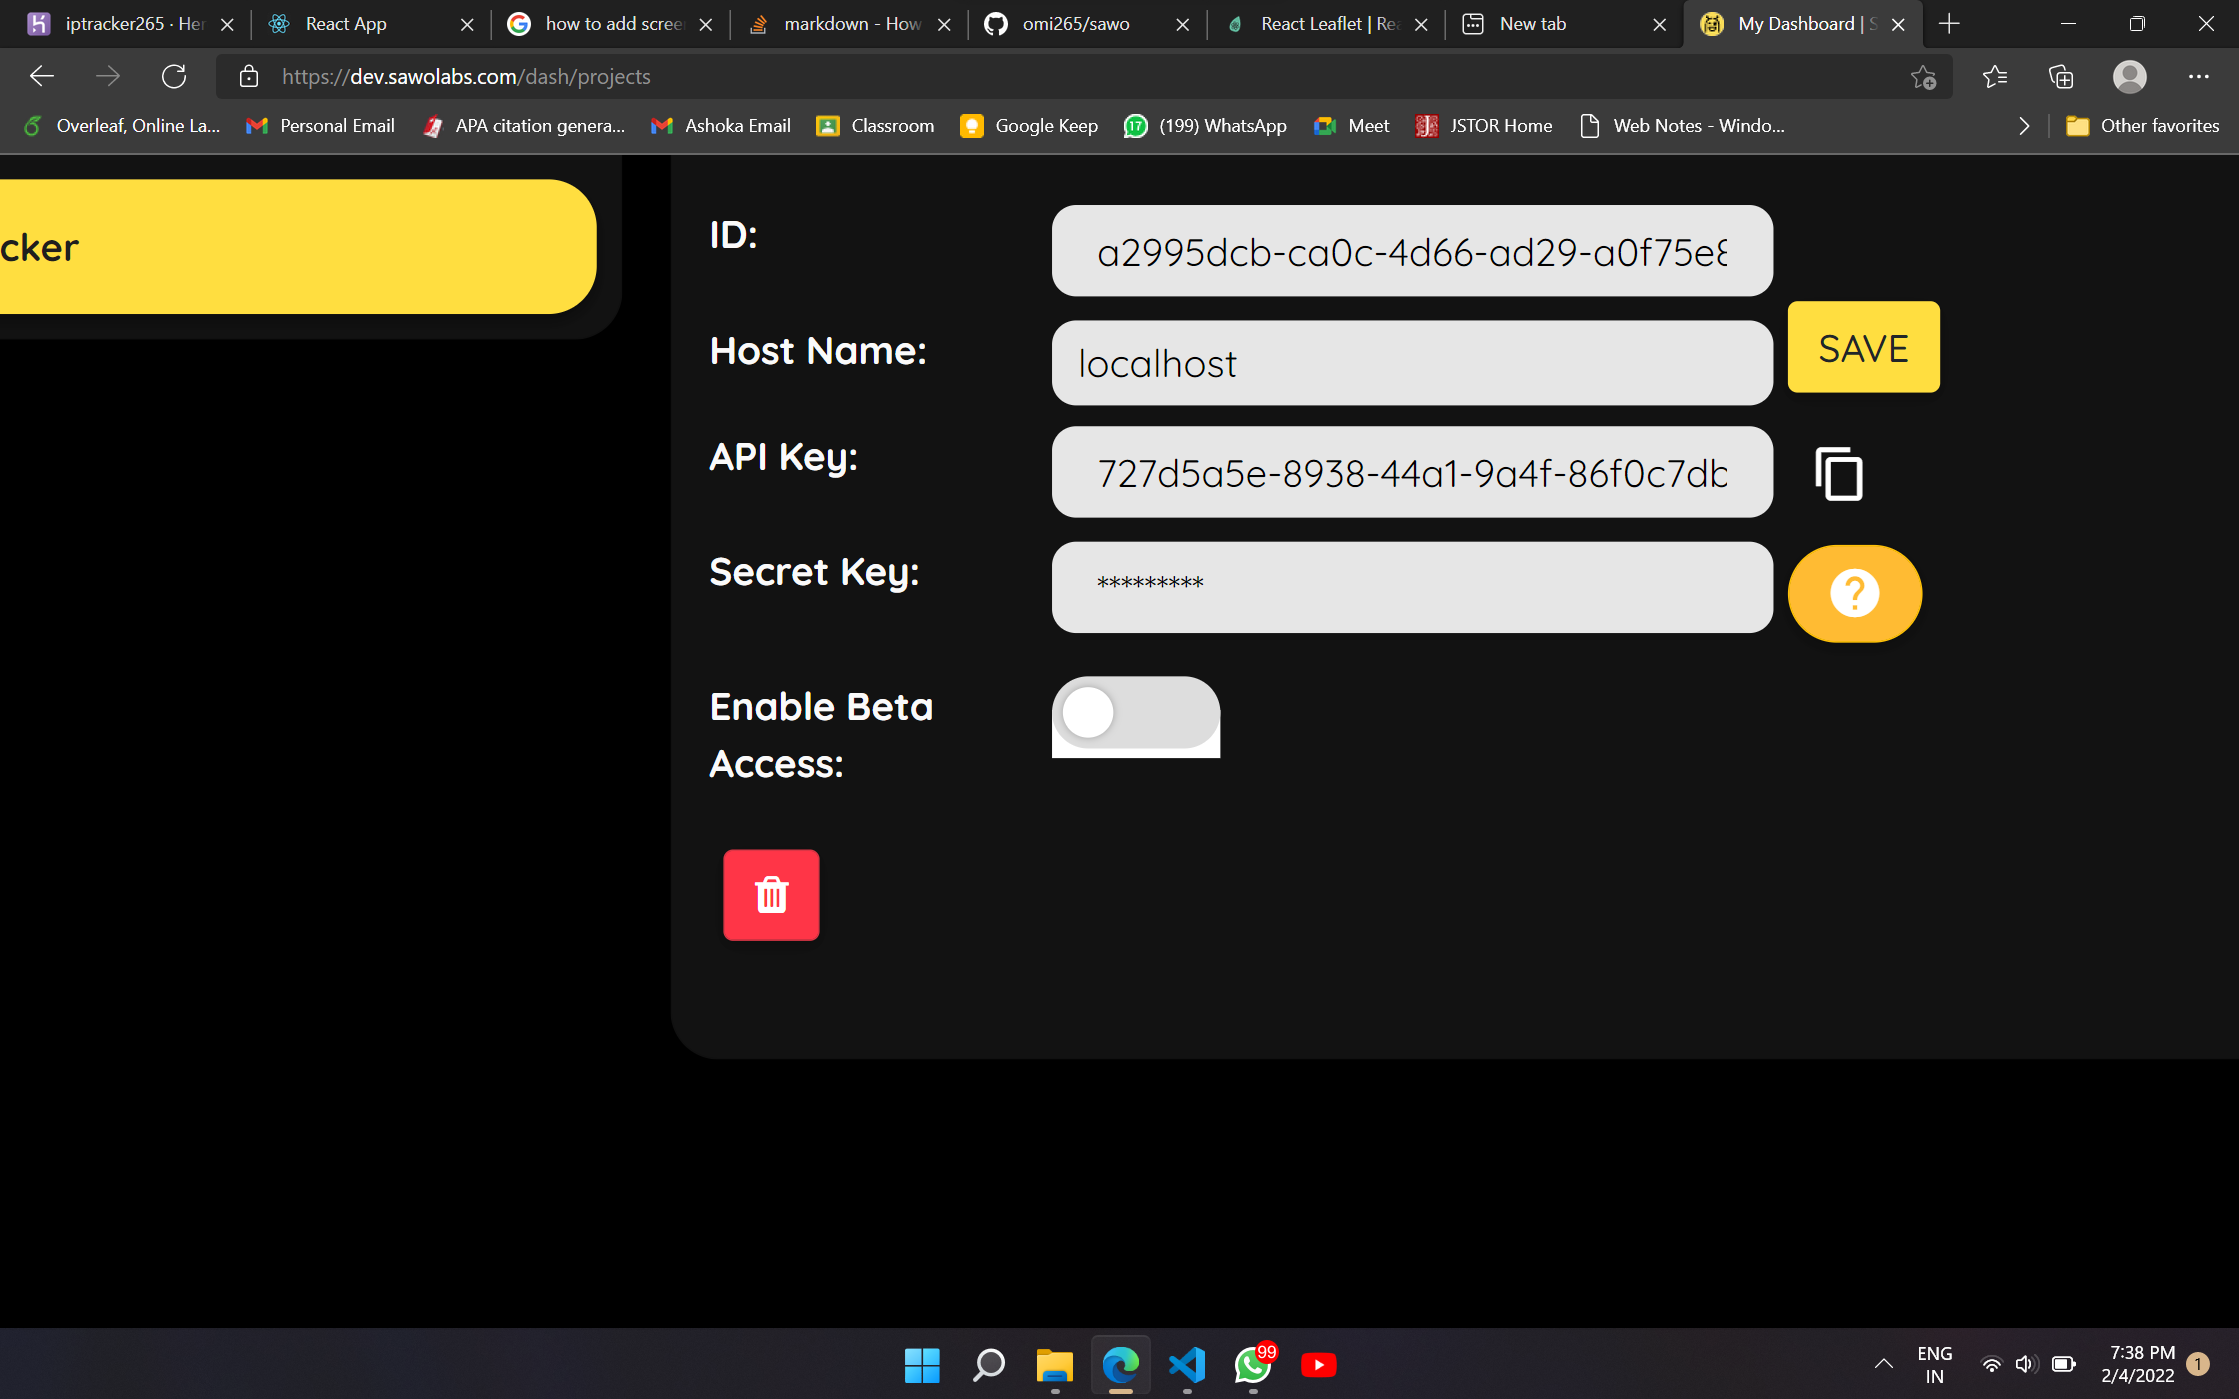 iptracker265 · Her
React App
how to add scree
markdown - How
omi265/sawo
React Leaflet | Re
New tab
My Dashboard | S
https://dev.sawolabs.com/dash/projects
Overleaf, Online La...
Personal Email
APA citation genera...
Ashoka Email
Classroom
Google Keep
17
(199) WhatsApp
Meet
JSTOR Home
Web Notes - Windo...
Other favorites
cker
ID:
a2995dcb-ca0c-4d66-ad29-a0f75e8
Host Name:
localhost
SAVE
API Key:
727d5a5e-8938-44a1-9a4f-86f0c7db
Secret Key:
*********
?
Enable Beta
Access:
99
ENG
IN
7:38 PM
2/4/2022
1